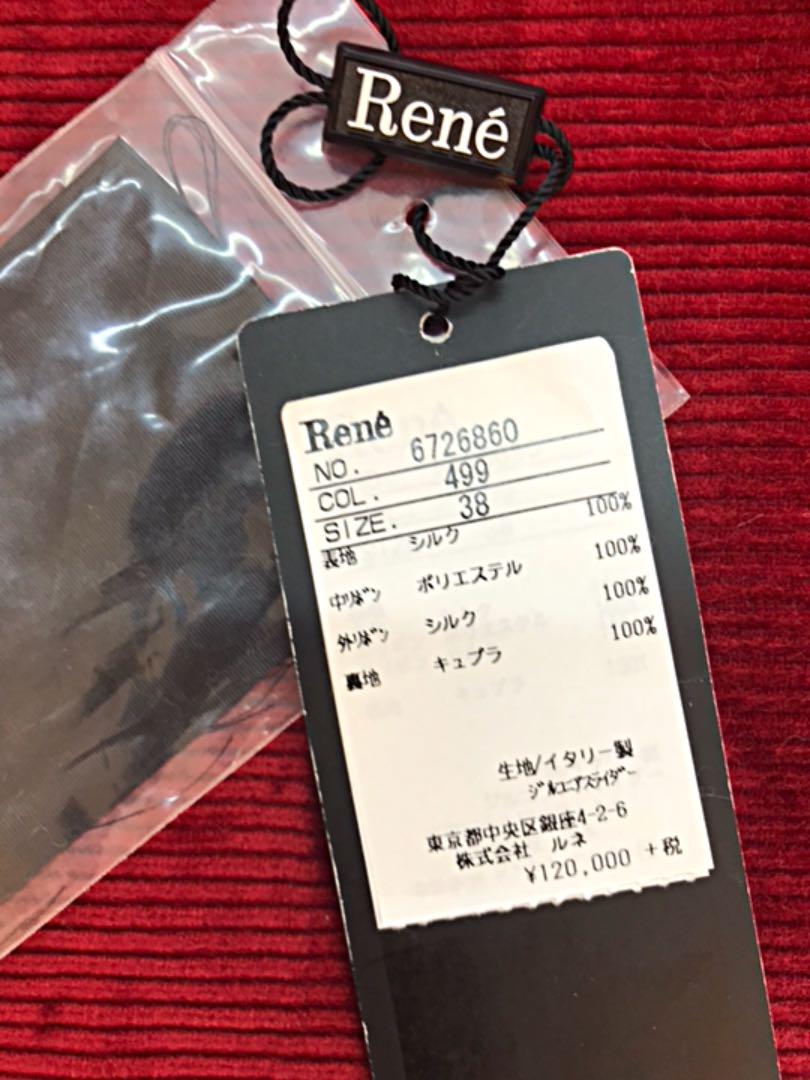 René
René
NO. 6726860
COL. 499
SIZE. 38
表地 シルク 100%
中リボン ポリエステル 100%
外リボン シルク 100%
裏地 キュプラ 100%
生地/イタリー製
東京都中央区銀座4-2-6
株式会社 ルネ
¥120,000 +税